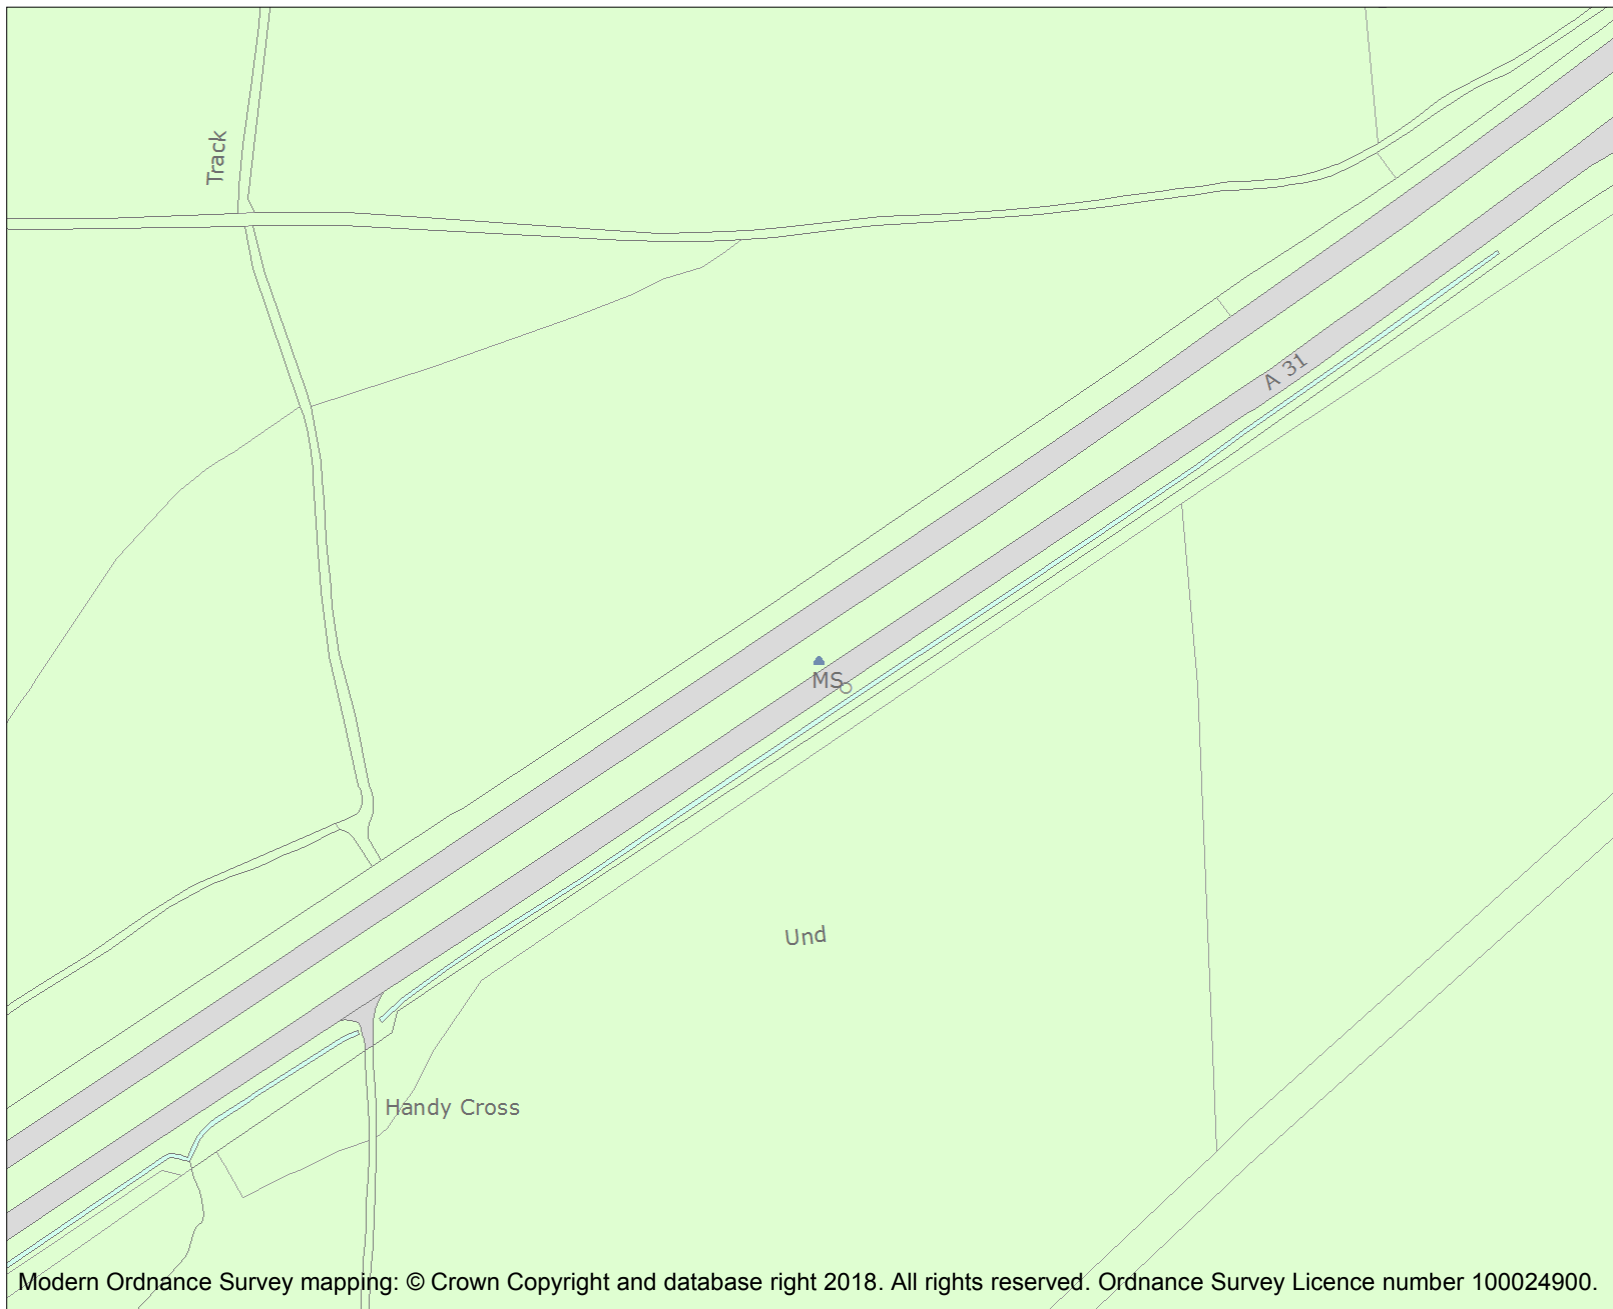 Track
A 31
MS
Und
Handy Cross
Modern Ordnance Survey mapping: © Crown Copyright and database right 2018. All rights reserved. Ordnance Survey Licence number 100024900.